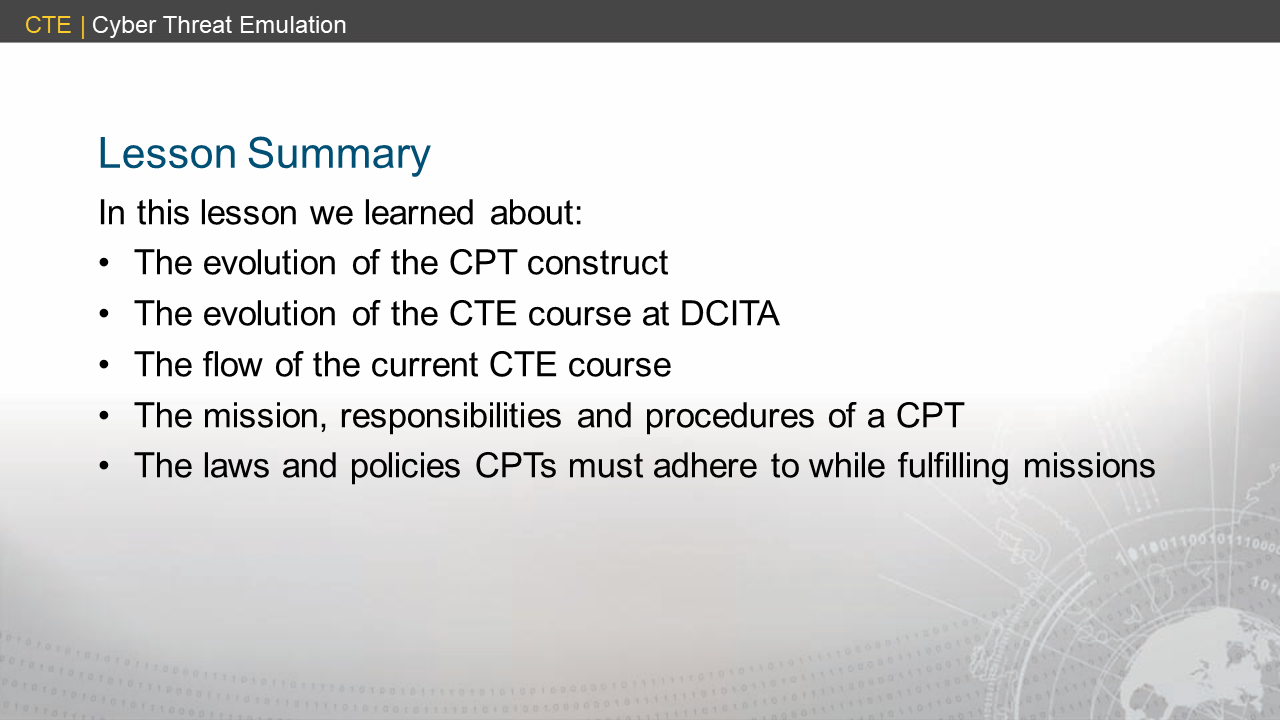 CTE | Cyber Threat Emulation
Lesson Summary
In this lesson we learned about:
• The evolution of the CPT construct
• The evolution of the CTE course at DCITA
• The flow of the current CTE course
• The mission, responsibilities and procedures of a CPT
• The laws and policies CPTs must adhere to while fulfilling missions